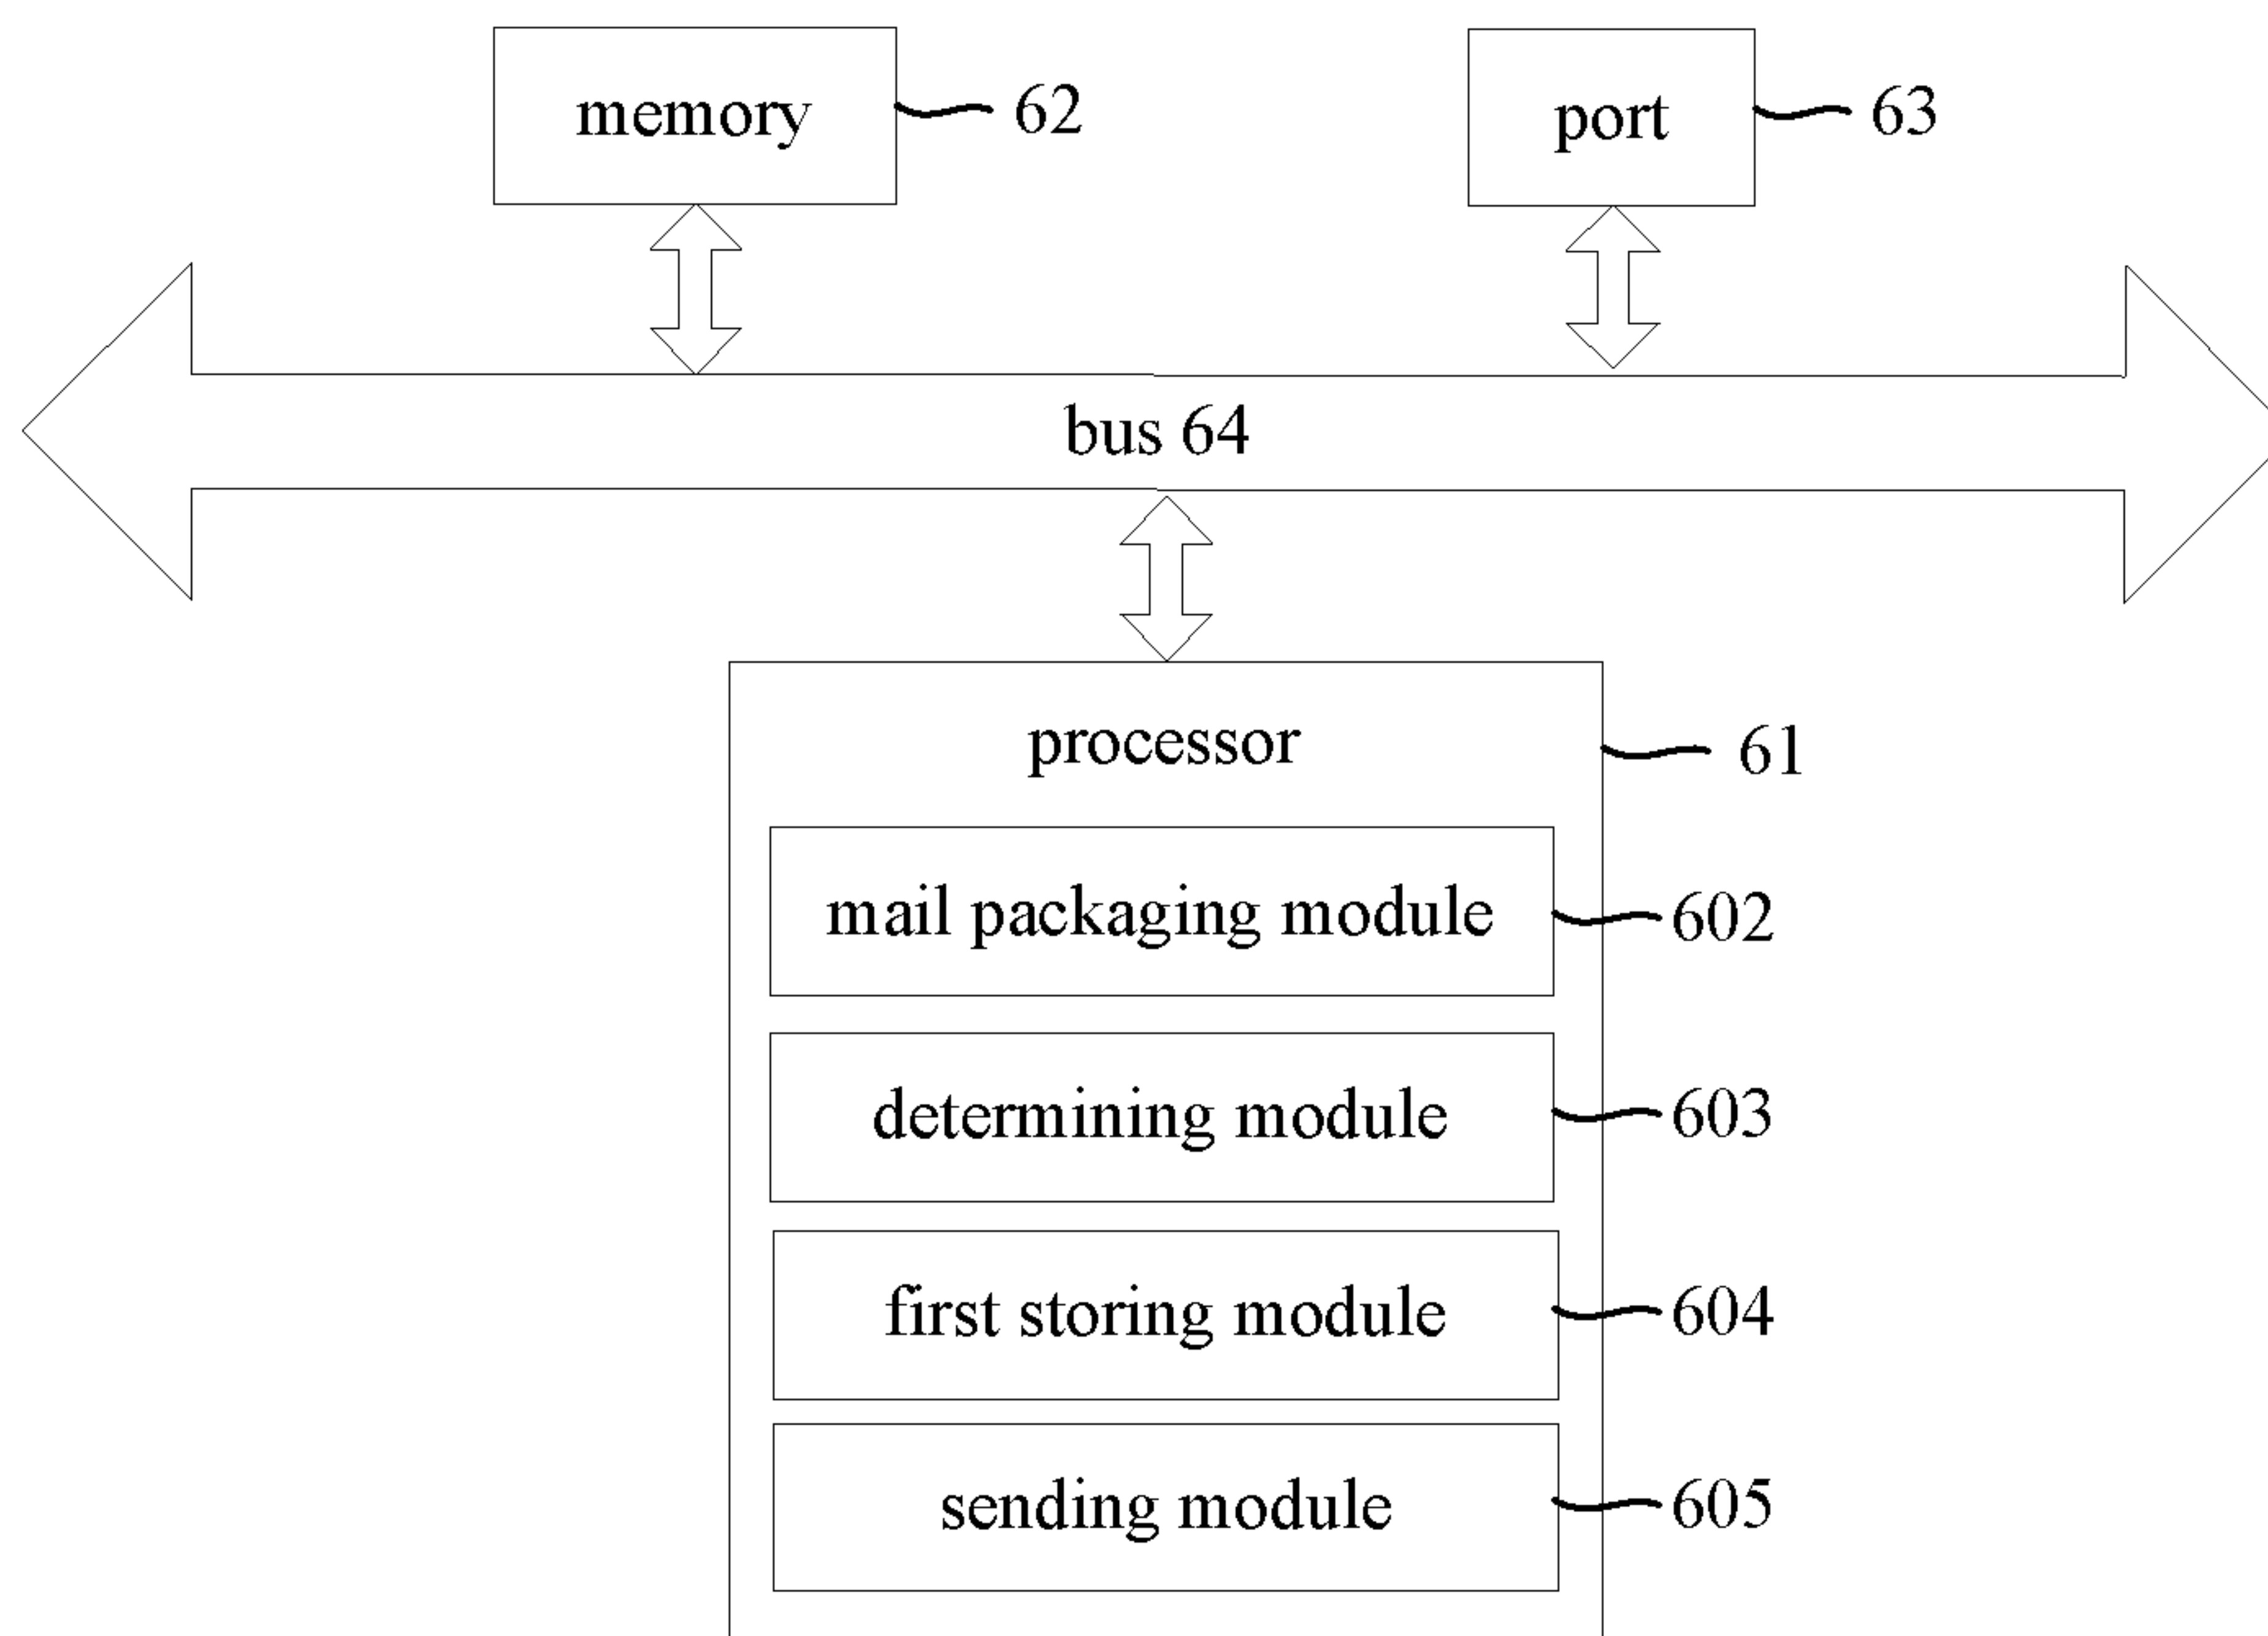 memory 62
port 63
bus 64
processor 61
mail packaging module 602
determining module 603
first storing module 604
sending module 605